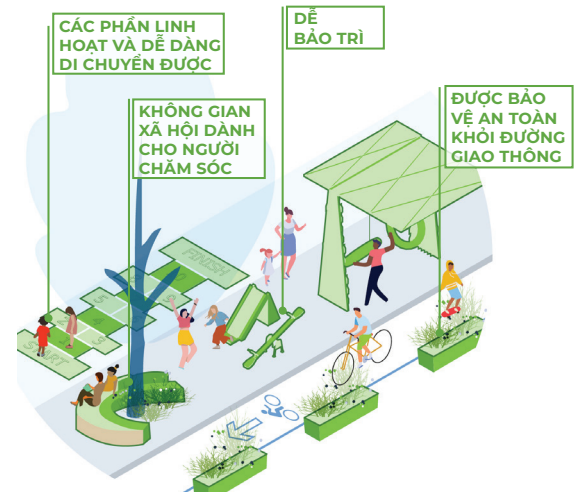 CÁC PHẦN LINH
HOẠT VÀ DỄ DÀNG
DI CHUYỂN ĐƯỢC
DỄ
BẢO TRÌ
KHÔNG GIAN
XÃ HỘI DÀNH
CHO NGƯỜI
CHĂM SÓC
ĐƯỢC BẢO
VỆ AN TOÀN
KHỎI ĐƯỜNG
GIAO THÔNG
FINISH
START